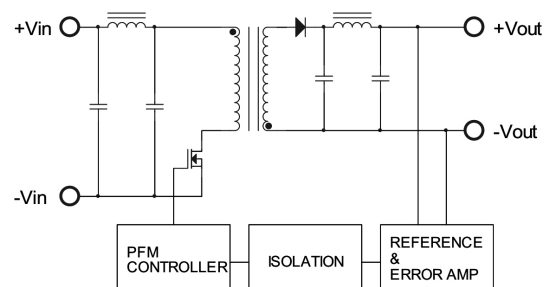 +Vin
+Vout
-Vout
-Vin
PFM
CONTROLLER
ISOLATION
REFERENCE
&
ERROR AMP